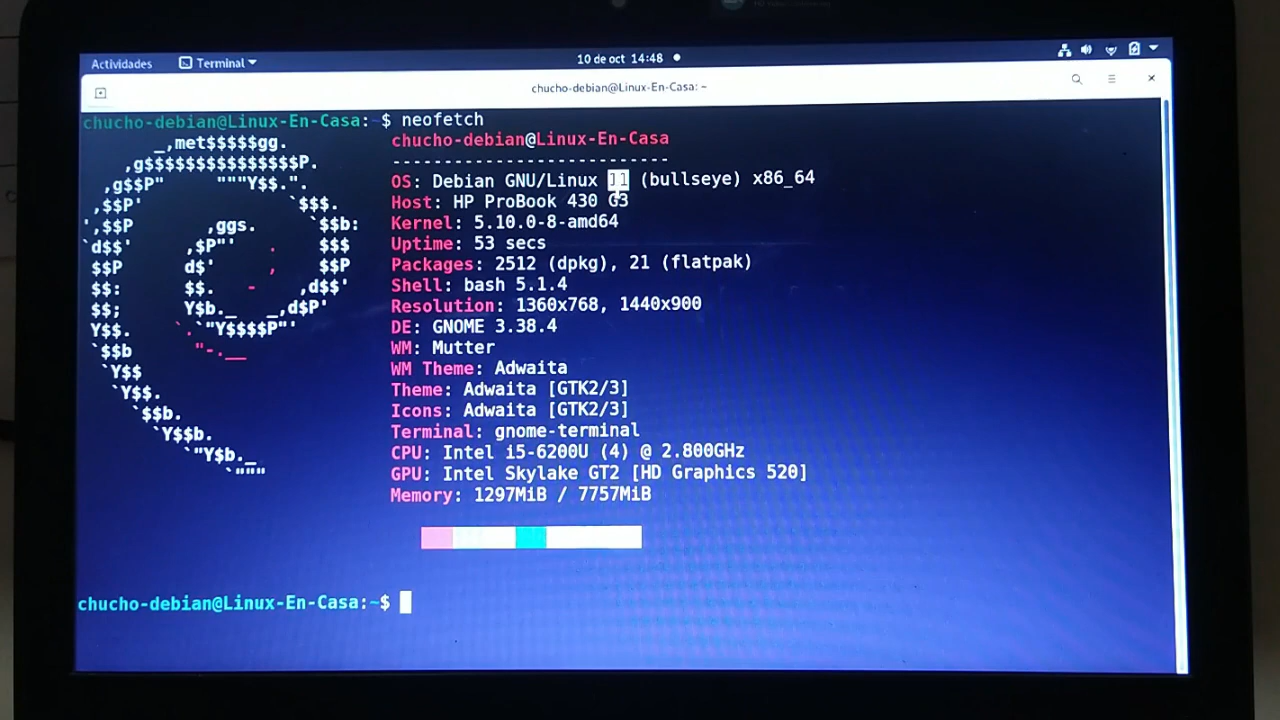 Actividades Terminal 10 de oct 14:48
chucho-debian@Linux-En-Casa: ~
chucho-debian@Linux-En-Casa:~$ neofetch
_,met$$$$$gg.
,g$$$$$$$$$$$$$$$P.
,g$$P" """Y$$.".
,$$P' `$$$.
',$$P ,ggs. `$$b:
`d$$' ,$P"' . $$$
$$P d$' , $$P
$$: $$. - ,d$$'
$$; Y$b._ _,d$P'
Y$$. `.`"Y$$$$P"'
`$$b "-.__
`Y$$
`Y$$.
`$$b.
`Y$$b.
`"Y$b._
`"""
chucho-debian@Linux-En-Casa
---------------------------
OS: Debian GNU/Linux 11 (bullseye) x86_64
Host: HP ProBook 430 G3
Kernel: 5.10.0-8-amd64
Uptime: 53 secs
Packages: 2512 (dpkg), 21 (flatpak)
Shell: bash 5.1.4
Resolution: 1360x768, 1440x900
DE: GNOME 3.38.4
WM: Mutter
WM Theme: Adwaita
Theme: Adwaita [GTK2/3]
Icons: Adwaita [GTK2/3]
Terminal: gnome-terminal
CPU: Intel i5-6200U (4) @ 2.800GHz
GPU: Intel Skylake GT2 [HD Graphics 520]
Memory: 1297MiB / 7757MiB
chucho-debian@Linux-En-Casa:~$